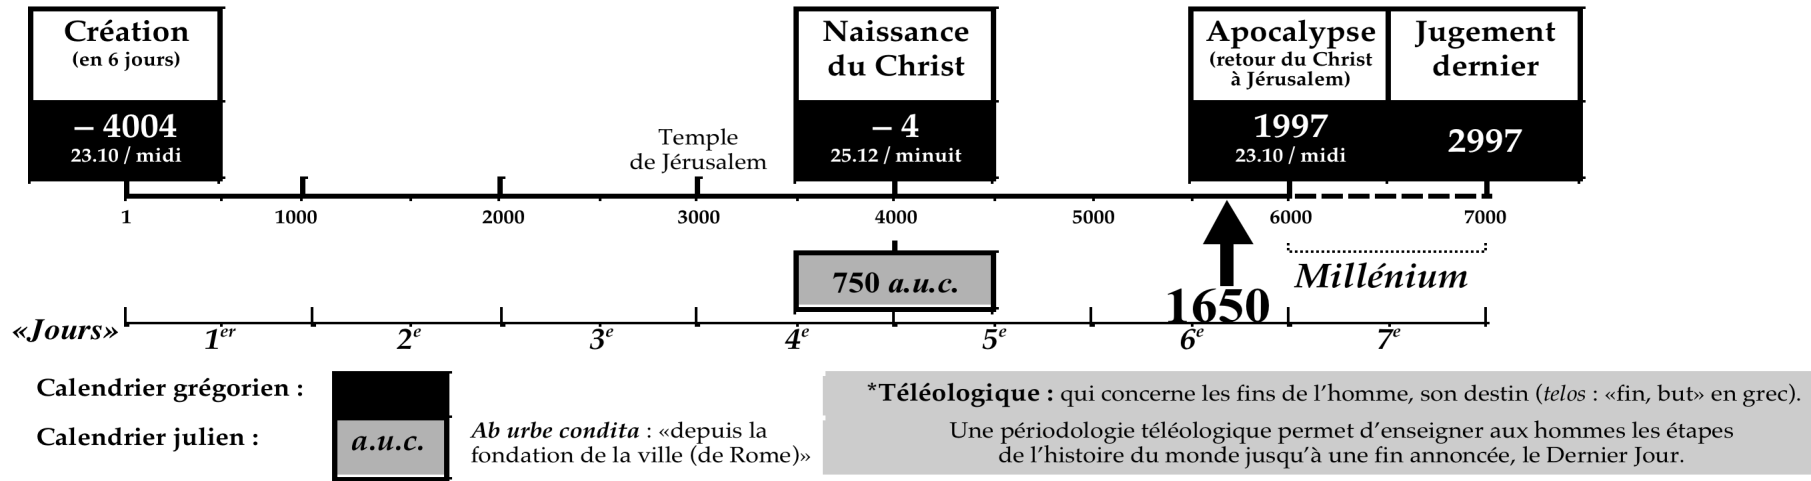 Création
(en 6 jours)
– 4004
23.10 / midi
Temple
de Jérusalem
Naissance
du Christ
– 4
25.12 / minuit
Apocalypse
(retour du Christ
à Jérusalem)
1997
23.10 / midi
Jugement
dernier
2997
1 1000 2000 3000 4000 5000 6000 7000
750 a.u.c.
1650
Millénium
«Jours» 1er 2e 3e 4e 5e 6e 7e
Calendrier grégorien :
Calendrier julien :
a.u.c.
Ab urbe condita : «depuis la
fondation de la ville (de Rome)»
*Téléologique : qui concerne les fins de l’homme, son destin (telos : «fin, but» en grec).
Une périodologie téléologique permet d’enseigner aux hommes les étapes
de l’histoire du monde jusqu’à une fin annoncée, le Dernier Jour.